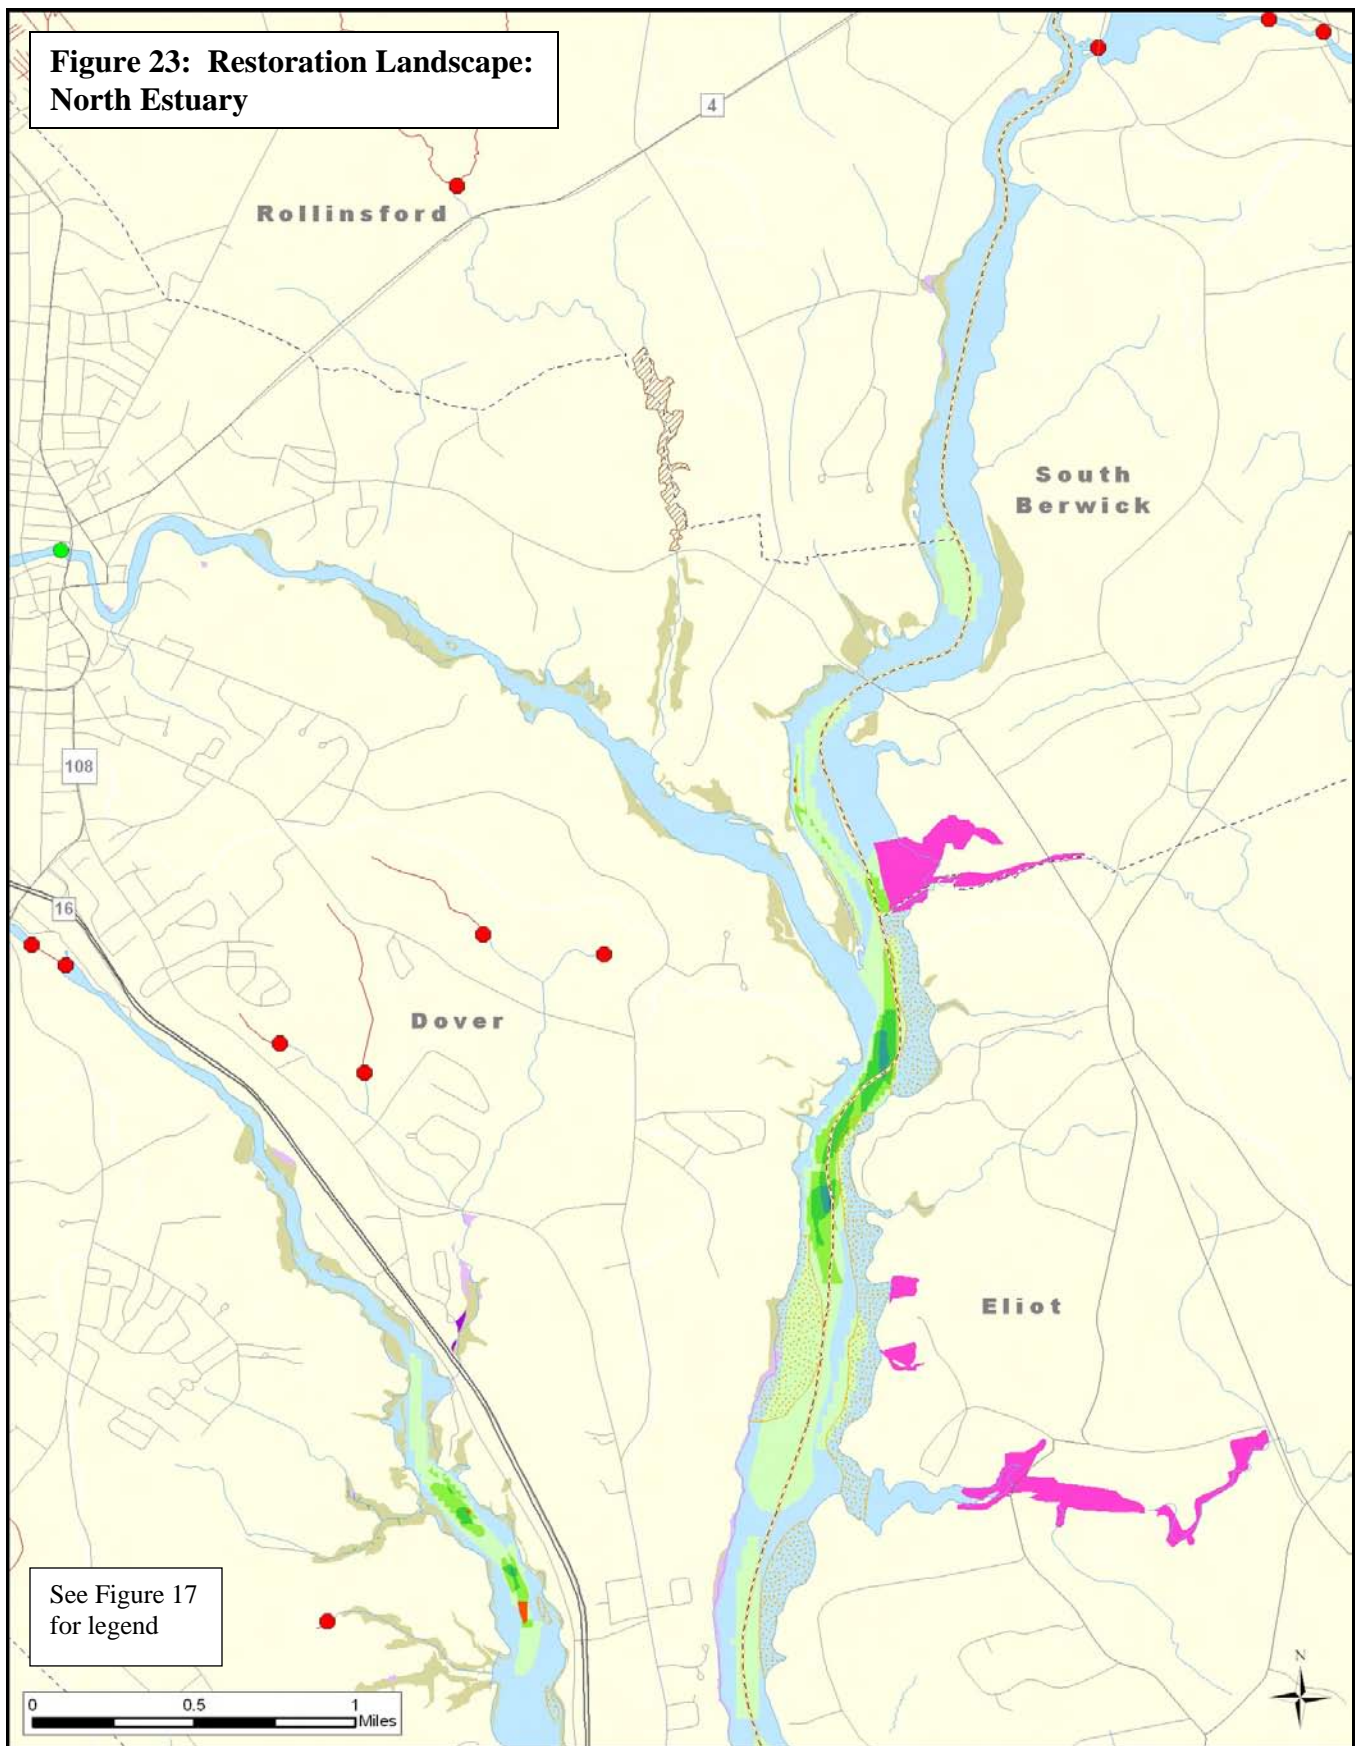 Figure 23: Restoration Landscape:
North Estuary
4
Rollinsford
South
Berwick
108
16
Dover
Eliot
See Figure 17
for legend
N
0 0.5 1
Miles